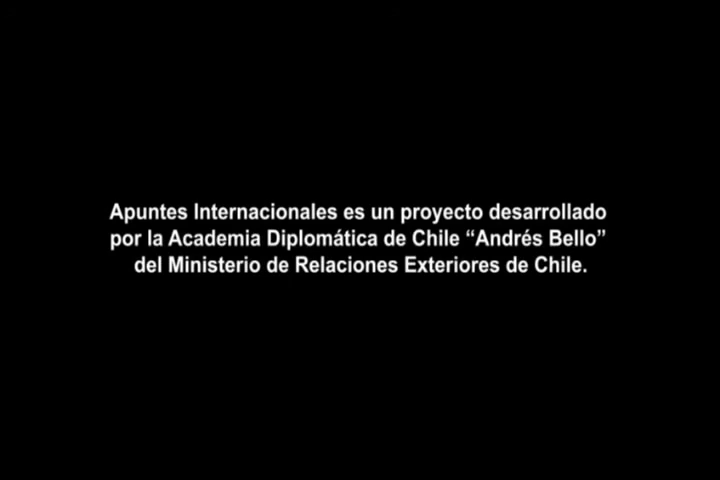 Apuntes Internacionales es un proyecto desarrollado
por la Academia Diplomática de Chile “Andrés Bello”
del Ministerio de Relaciones Exteriores de Chile.